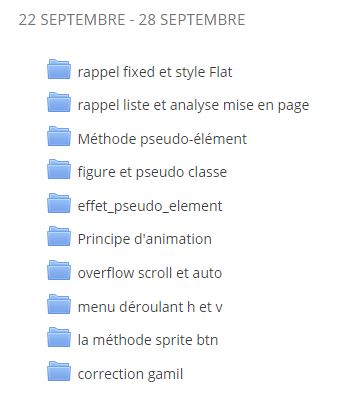 22 SEPTEMBRE - 28 SEPTEMBRE
rappel fixed et style Flat
rappel liste et analyse mise en page
Méthode pseudo-élément
figure et pseudo classe
effet_pseudo_element
Principe d'animation
overflow scroll et auto
menu déroulant h et v
la méthode sprite btn
correction gamil